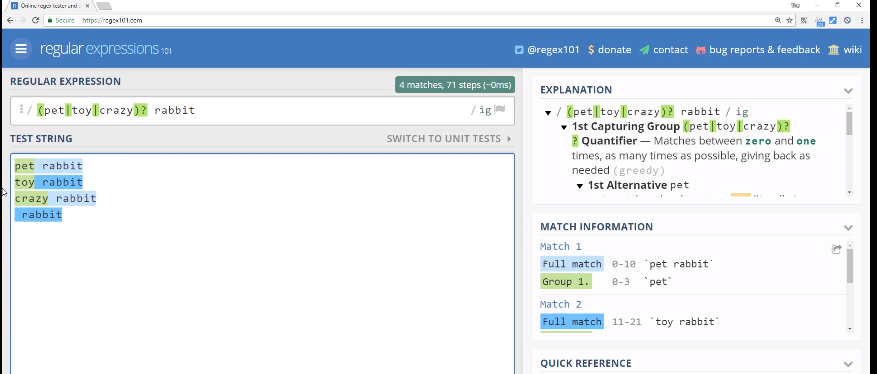 Online regex tester and
Secure https://regex101.com
regular expressions 101
@regex101 $ donate contact bug reports & feedback wiki
REGULAR EXPRESSION
4 matches, 71 steps (~0ms)
/ (pet|toy|crazy)? rabbit / ig
TEST STRING
SWITCH TO UNIT TESTS
pet rabbit
toy rabbit
crazy rabbit
rabbit
EXPLANATION
/ (pet|toy|crazy)? rabbit / ig
1st Capturing Group (pet|toy|crazy)?
? Quantifier — Matches between zero and one
times, as many times as possible, giving back as
needed (greedy)
1st Alternative pet
MATCH INFORMATION
Match 1
Full match 0-10 `pet rabbit`
Group 1. 0-3 `pet`
Match 2
Full match 11-21 `toy rabbit`
QUICK REFERENCE